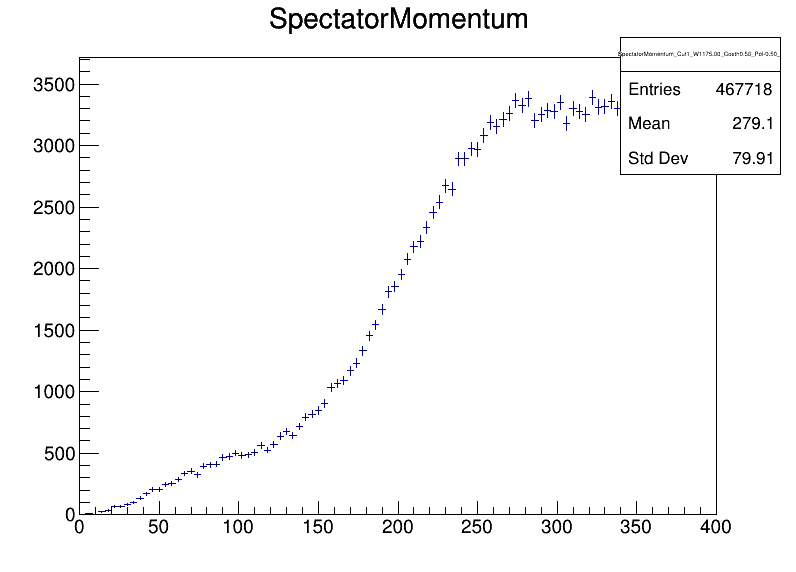 SpectatorMomentum
SpectatorMomentum_Cut1_W1175.00_Costh0.50_Pol-0.50_
Entries 467718
Mean 279.1
Std Dev 79.91
3500
3000
2500
2000
1500
1000
500
0
0 50 100 150 200 250 300 350 400